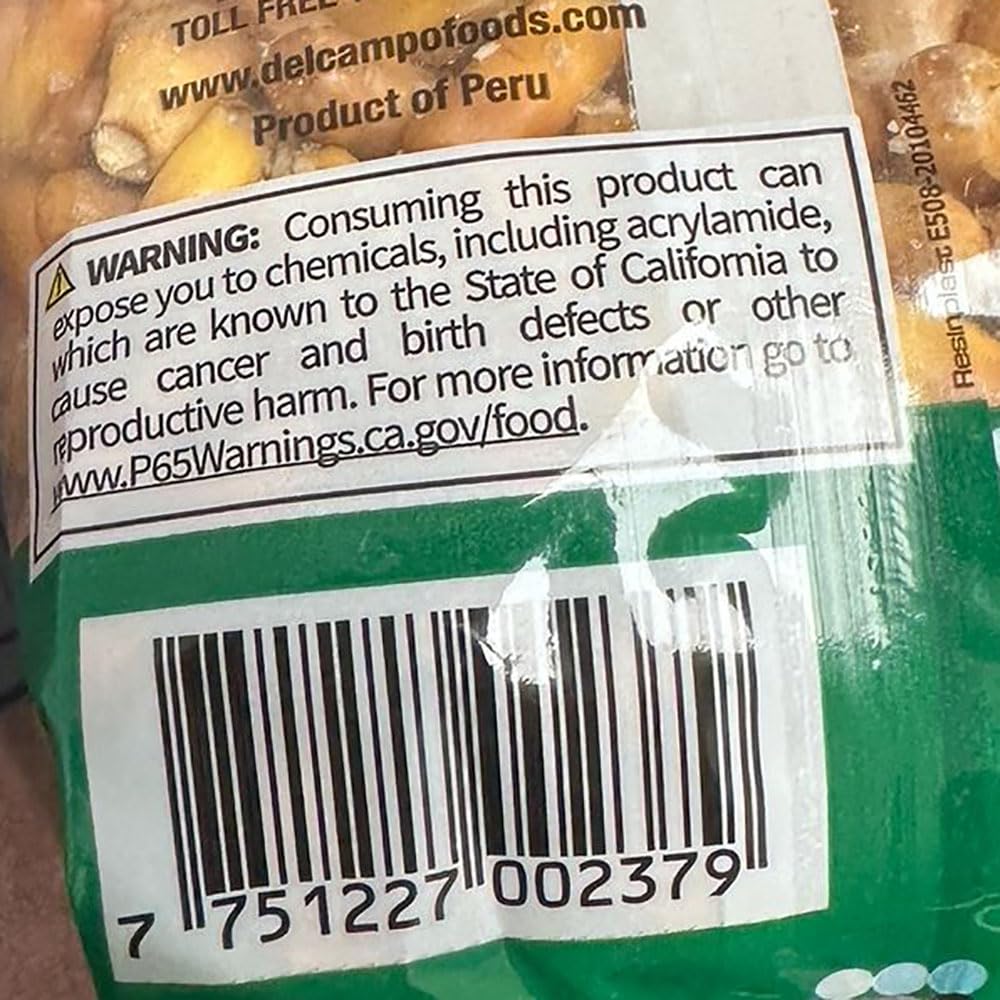 TOLL FREE
www.delcampofoods.com
Product of Peru
WARNING: Consuming this product can
expose you to chemicals, including acrylamide,
which are known to the State of California to
cause cancer and birth defects or other
reproductive harm. For more information go to
www.P65Warnings.ca.gov/food.
Resinplast E508-20104462
7 751227 002379